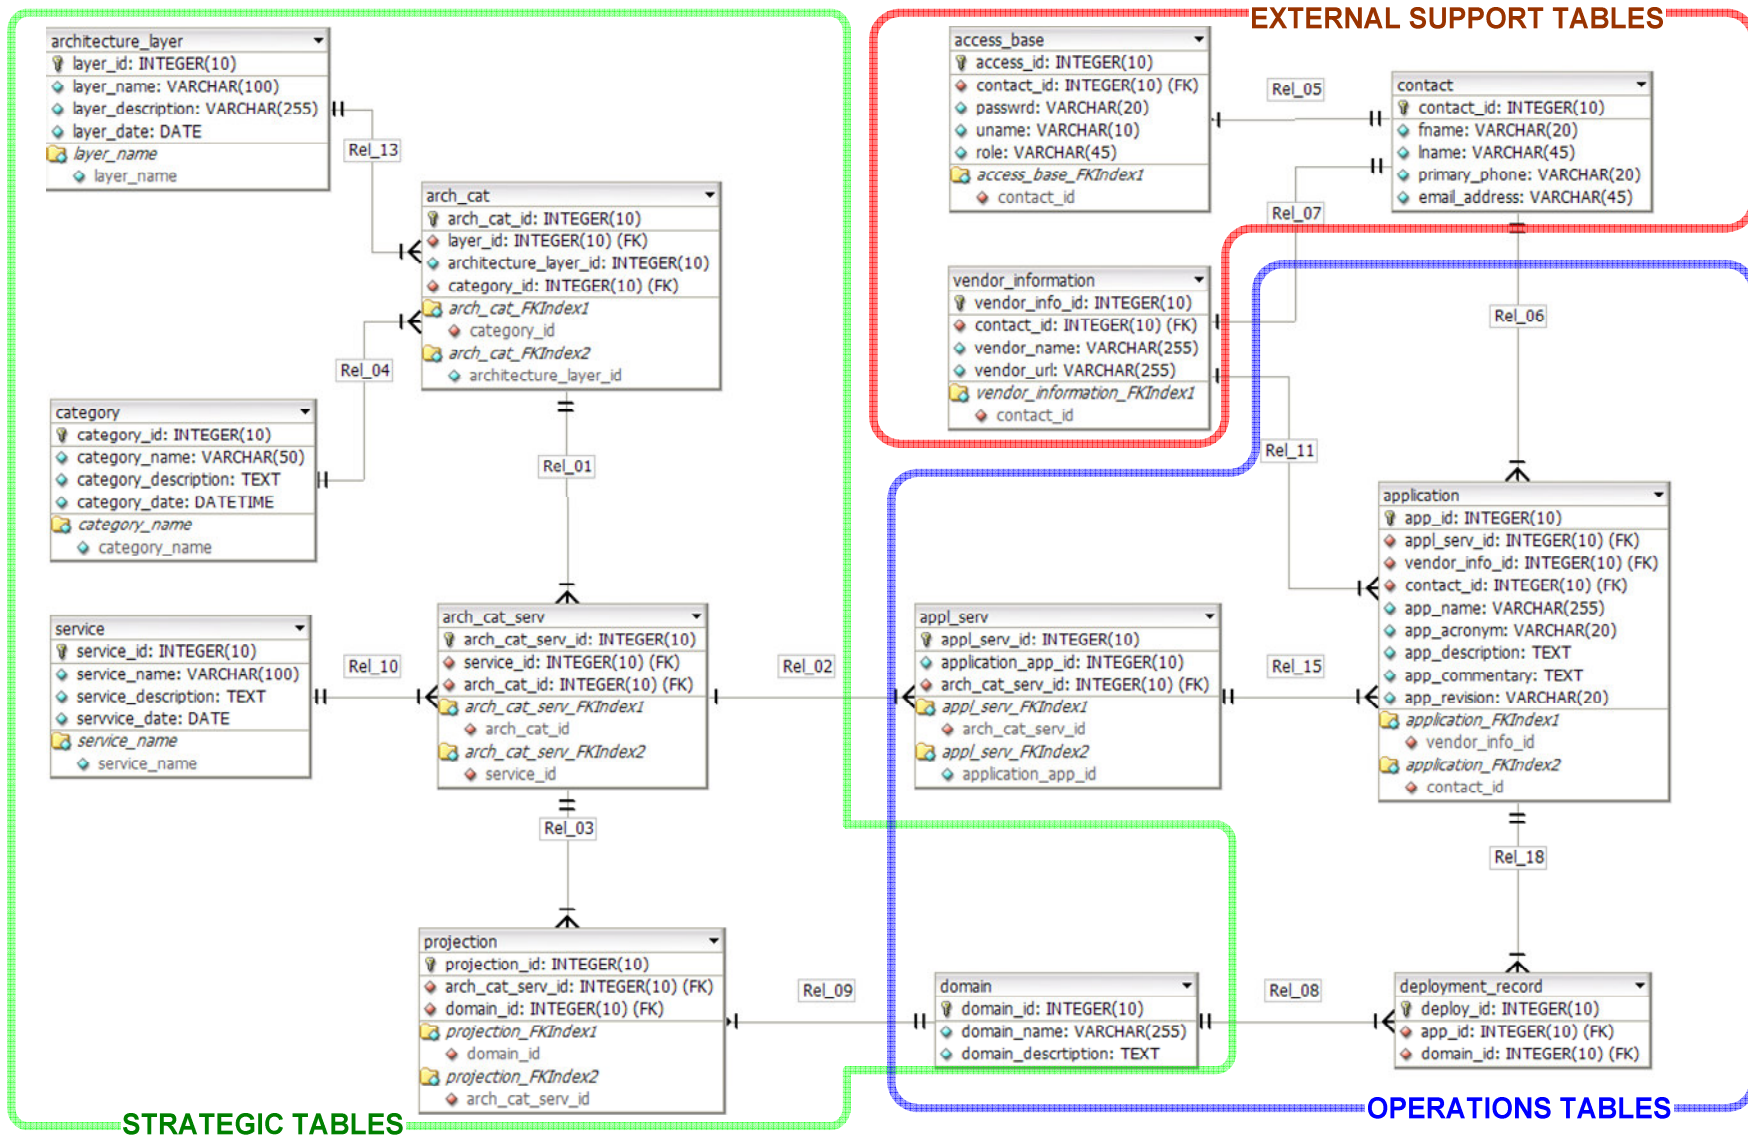 EXTERNAL SUPPORT TABLES
architecture_layer
layer_id: INTEGER(10)
layer_name: VARCHAR(100)
layer_description: VARCHAR(255)
layer_date: DATE
layer_name
layer_name
Rel_13
access_base
access_id: INTEGER(10)
contact_id: INTEGER(10) (FK)
passwrd: VARCHAR(20)
uname: VARCHAR(10)
role: VARCHAR(45)
access_base_FKIndex1
contact_id
Rel_05
contact
contact_id: INTEGER(10)
fname: VARCHAR(20)
lname: VARCHAR(45)
primary_phone: VARCHAR(20)
email_address: VARCHAR(45)
Rel_07
arch_cat
arch_cat_id: INTEGER(10)
layer_id: INTEGER(10) (FK)
architecture_layer_id: INTEGER(10)
category_id: INTEGER(10) (FK)
arch_cat_FKIndex1
category_id
arch_cat_FKIndex2
architecture_layer_id
Rel_04
vendor_information
vendor_info_id: INTEGER(10)
contact_id: INTEGER(10) (FK)
vendor_name: VARCHAR(255)
vendor_url: VARCHAR(255)
vendor_information_FKIndex1
contact_id
Rel_06
category
category_id: INTEGER(10)
category_name: VARCHAR(50)
category_description: TEXT
category_date: DATETIME
category_name
category_name
Rel_01
Rel_11
application
app_id: INTEGER(10)
appl_serv_id: INTEGER(10) (FK)
vendor_info_id: INTEGER(10) (FK)
contact_id: INTEGER(10) (FK)
app_name: VARCHAR(255)
app_acronym: VARCHAR(20)
app_description: TEXT
app_commentary: TEXT
app_revision: VARCHAR(20)
application_FKIndex1
vendor_info_id
application_FKIndex2
contact_id
service
service_id: INTEGER(10)
service_name: VARCHAR(100)
service_description: TEXT
servvice_date: DATE
service_name
service_name
Rel_10
arch_cat_serv
arch_cat_serv_id: INTEGER(10)
service_id: INTEGER(10) (FK)
arch_cat_id: INTEGER(10) (FK)
arch_cat_serv_FKIndex1
arch_cat_id
arch_cat_serv_FKIndex2
service_id
Rel_02
appl_serv
appl_serv_id: INTEGER(10)
application_app_id: INTEGER(10)
arch_cat_serv_id: INTEGER(10) (FK)
appl_serv_FKIndex1
arch_cat_serv_id
appl_serv_FKIndex2
application_app_id
Rel_15
Rel_03
Rel_18
projection
projection_id: INTEGER(10)
arch_cat_serv_id: INTEGER(10) (FK)
domain_id: INTEGER(10) (FK)
projection_FKIndex1
domain_id
projection_FKIndex2
arch_cat_serv_id
Rel_09
domain
domain_id: INTEGER(10)
domain_name: VARCHAR(255)
domain_descrtiption: TEXT
Rel_08
deployment_record
deploy_id: INTEGER(10)
app_id: INTEGER(10) (FK)
domain_id: INTEGER(10) (FK)
STRATEGIC TABLES
OPERATIONS TABLES